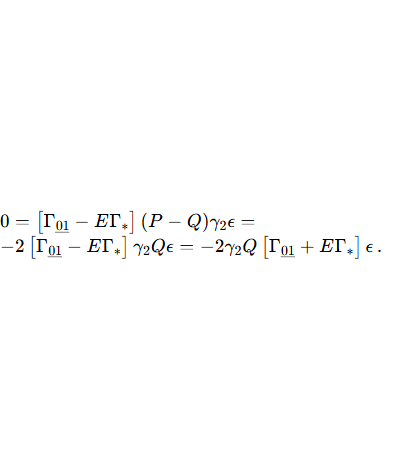 0 = [Γ_{\underline{01}} − EΓ_*] (P − Q)γ_2ϵ =
−2 [Γ_{\underline{01}} − EΓ_*] γ_2Qϵ = −2γ_2Q [Γ_{\underline{01}} + EΓ_*] ϵ .